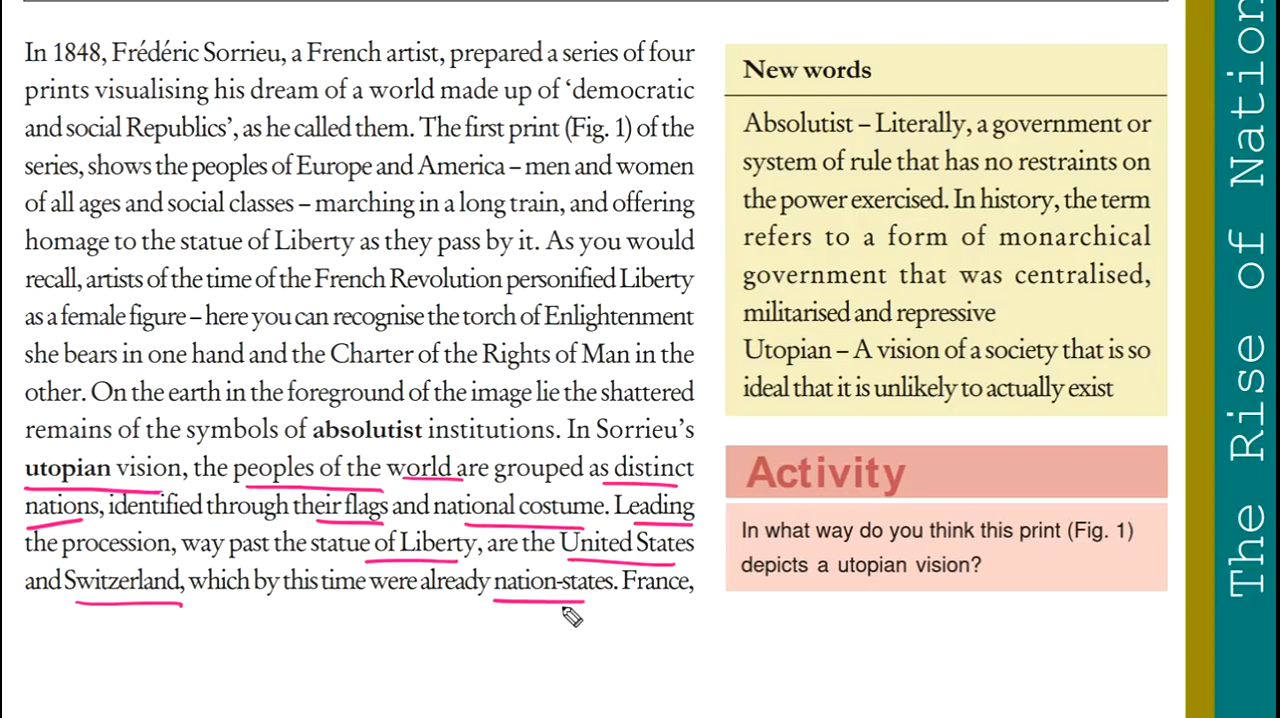 In 1848, Frédéric Sorrieu, a French artist, prepared a series of four
prints visualising his dream of a world made up of ‘democratic
and social Republics’, as he called them. The first print (Fig. 1) of the
series, shows the peoples of Europe and America – men and women
of all ages and social classes – marching in a long train, and offering
homage to the statue of Liberty as they pass by it. As you would
recall, artists of the time of the French Revolution personified Liberty
as a female figure – here you can recognise the torch of Enlightenment
she bears in one hand and the Charter of the Rights of Man in the
other. On the earth in the foreground of the image lie the shattered
remains of the symbols of absolutist institutions. In Sorrieu’s
utopian vision, the peoples of the world are grouped as distinct
nations, identified through their flags and national costume. Leading
the procession, way past the statue of Liberty, are the United States
and Switzerland, which by this time were already nation-states. France,
New words
Absolutist – Literally, a government or
system of rule that has no restraints on
the power exercised. In history, the term
refers to a form of monarchical
government that was centralised,
militarised and repressive
Utopian – A vision of a society that is so
ideal that it is unlikely to actually exist
Activity
In what way do you think this print (Fig. 1)
depicts a utopian vision?
The Rise of Nation